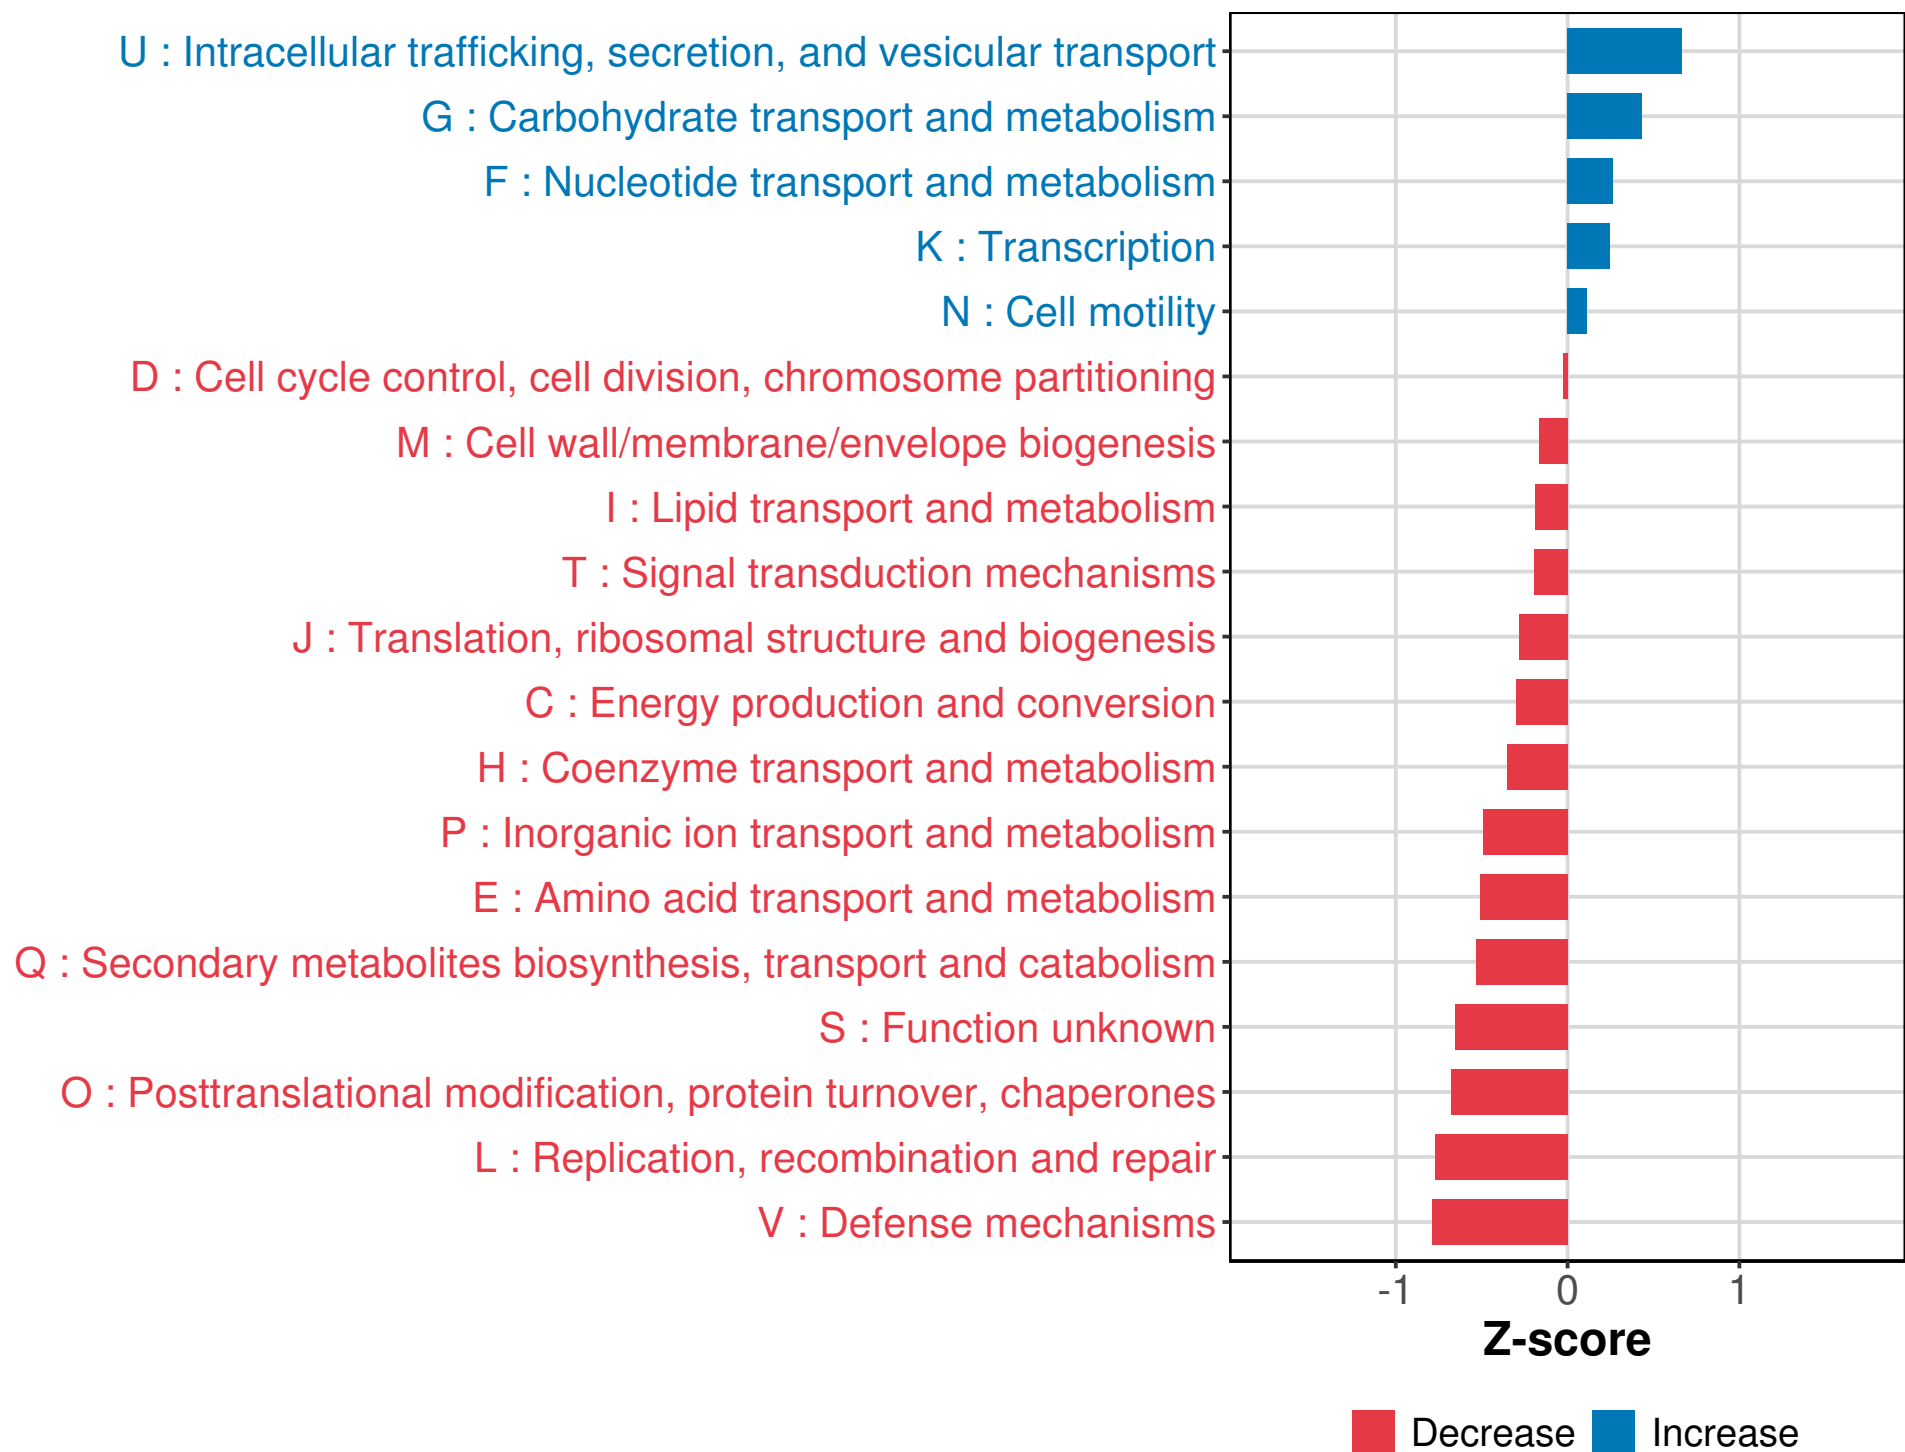 U : Intracellular trafficking, secretion, and vesicular transport
G : Carbohydrate transport and metabolism
F : Nucleotide transport and metabolism
K : Transcription
N : Cell motility
D : Cell cycle control, cell division, chromosome partitioning
M : Cell wall/membrane/envelope biogenesis
I : Lipid transport and metabolism
T : Signal transduction mechanisms
J : Translation, ribosomal structure and biogenesis
C : Energy production and conversion
H : Coenzyme transport and metabolism
P : Inorganic ion transport and metabolism
E : Amino acid transport and metabolism
Q : Secondary metabolites biosynthesis, transport and catabolism
S : Function unknown
O : Posttranslational modification, protein turnover, chaperones
L : Replication, recombination and repair
V : Defense mechanisms
-1 0 1
Z-score
Decrease Increase